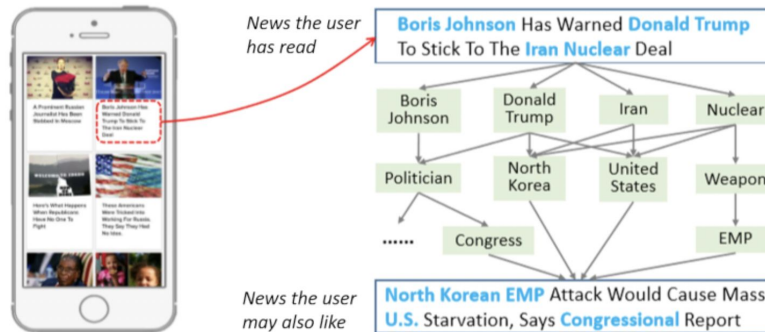 News the user
has read
Boris Johnson Has Warned Donald Trump
To Stick To The Iran Nuclear Deal
A Prominent Russian
Journalist Has Been
Stabbed In Moscow
Boris Johnson Has
Warned Donald
Trump To Stick To
The Iran Nuclear
Deal
Boris
Johnson
Donald
Trump
Iran
Nuclear
Politician
North
Korea
United
States
Weapon
Here's What Happens
When Republicans
Have No One To
Fight
These Americans
Were Tricked Into
Working For Russia.
They Say They Had
No Idea.
......
Congress
EMP
News the user
may also like
North Korean EMP Attack Would Cause Mass
U.S. Starvation, Says Congressional Report